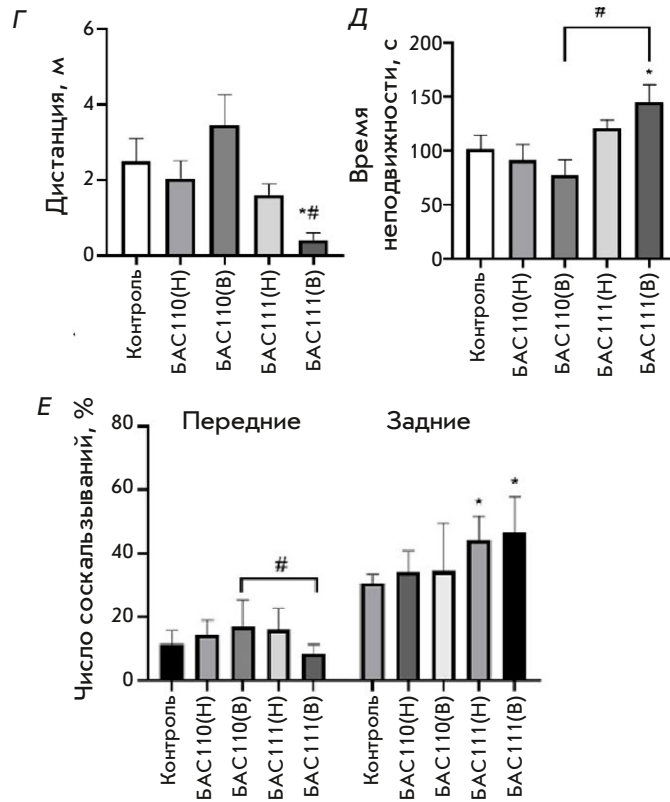 Г
Дистанция, м
6
4
2
0
*#
Контроль
БАС110(Н)
БАС110(В)
БАС111(Н)
БАС111(В)
Д
Время
неподвижности, с
200
150
100
50
0
#
*
Контроль
БАС110(Н)
БАС110(В)
БАС111(Н)
БАС111(В)
Е
Число соскальзываний, %
80
60
40
20
0
Передние
Задние
#
*
*
Контроль
БАС110(Н)
БАС110(В)
БАС111(Н)
БАС111(В)
Контроль
БАС110(Н)
БАС110(В)
БАС111(Н)
БАС111(В)